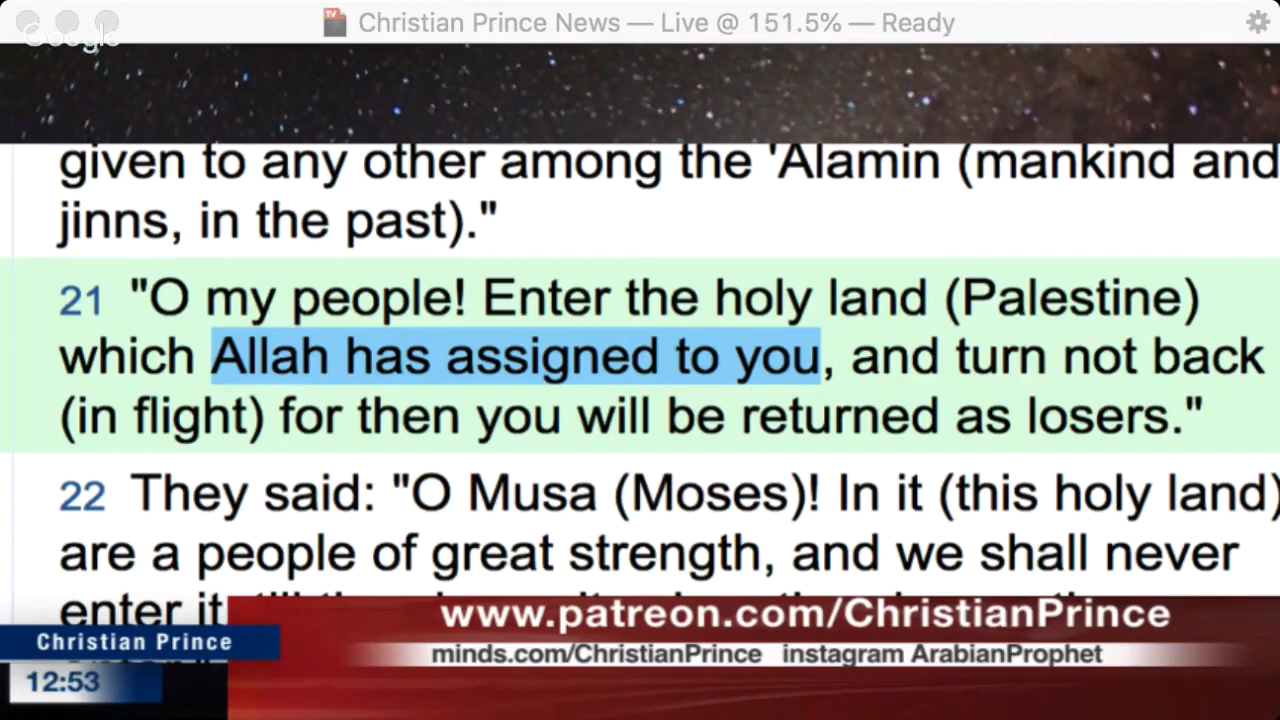 Christian Prince News — Live @ 151.5% — Ready
Google
given to any other among the 'Alamin (mankind and
jinns, in the past)."
21 "O my people! Enter the holy land (Palestine)
which Allah has assigned to you, and turn not back
(in flight) for then you will be returned as losers."
22 They said: "O Musa (Moses)! In it (this holy land)
are a people of great strength, and we shall never
enter it
www.patreon.com/ChristianPrince
Christian Prince
minds.com/ChristianPrince instagram ArabianProphet
12:53